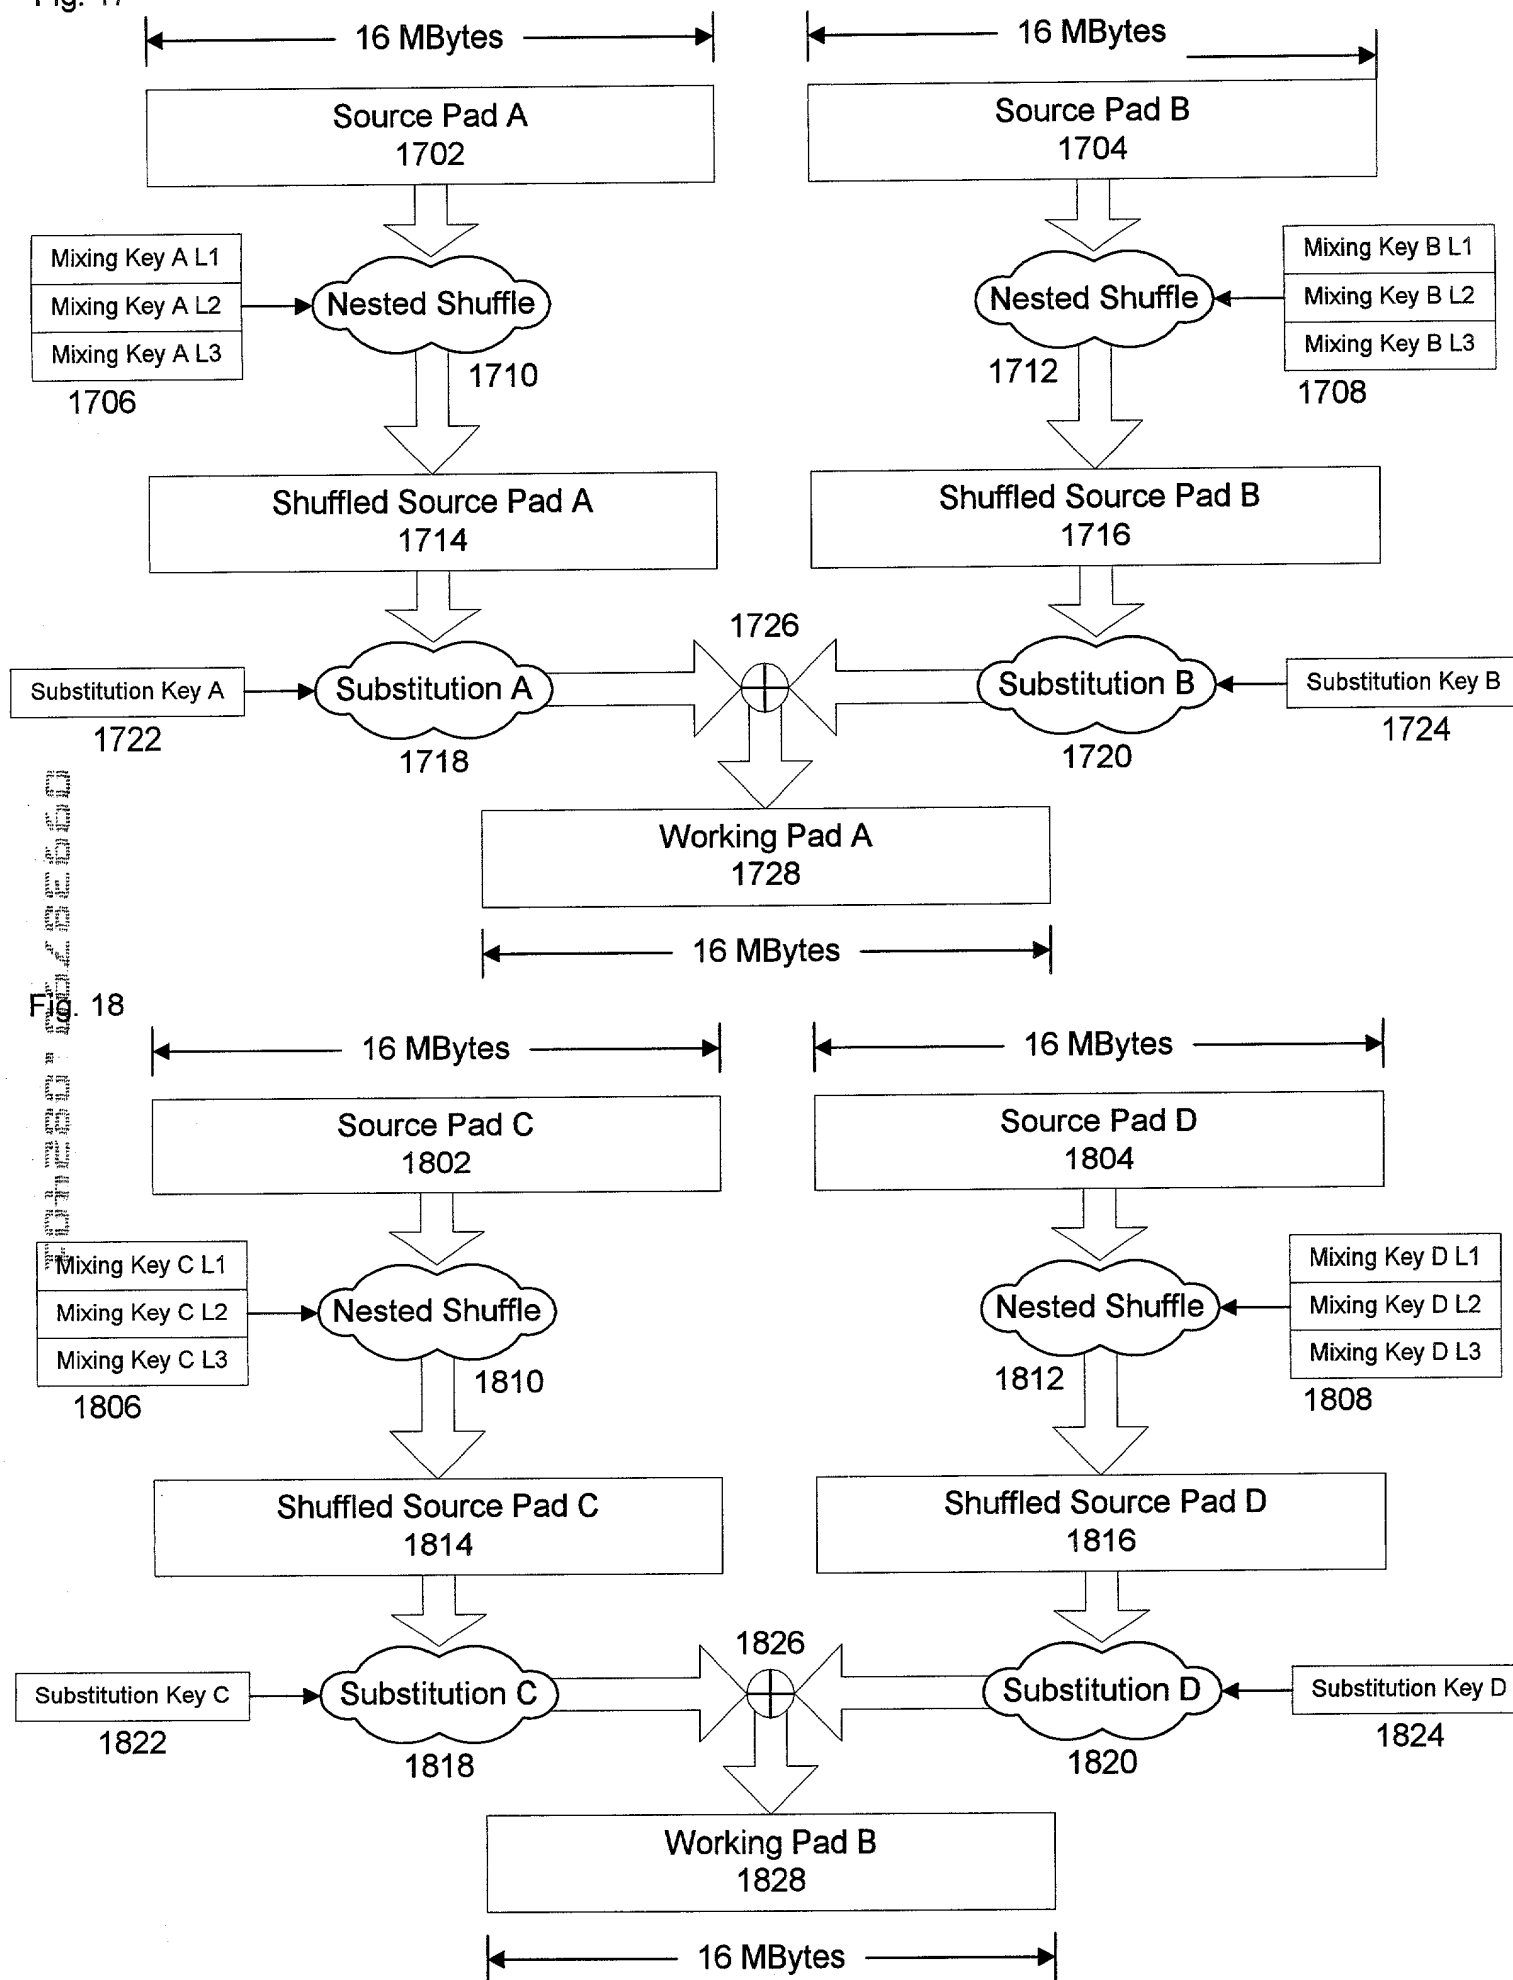 16 MBytes
16 MBytes
Source Pad A
1702
Source Pad B
1704
Mixing Key A L1
Mixing Key A L2
Mixing Key A L3
1706
Nested Shuffle
1710
Nested Shuffle
1712
Mixing Key B L1
Mixing Key B L2
Mixing Key B L3
1708
Shuffled Source Pad A
1714
Shuffled Source Pad B
1716
1726
Substitution Key A
1722
Substitution A
1718
Substitution B
1720
Substitution Key B
1724
Working Pad A
1728
16 MBytes
Fig. 18
16 MBytes
16 MBytes
Source Pad C
1802
Source Pad D
1804
Mixing Key C L1
Mixing Key C L2
Mixing Key C L3
1806
Nested Shuffle
1810
Nested Shuffle
1812
Mixing Key D L1
Mixing Key D L2
Mixing Key D L3
1808
Shuffled Source Pad C
1814
Shuffled Source Pad D
1816
1826
Substitution Key C
1822
Substitution C
1818
Substitution D
1820
Substitution Key D
1824
Working Pad B
1828
16 MBytes